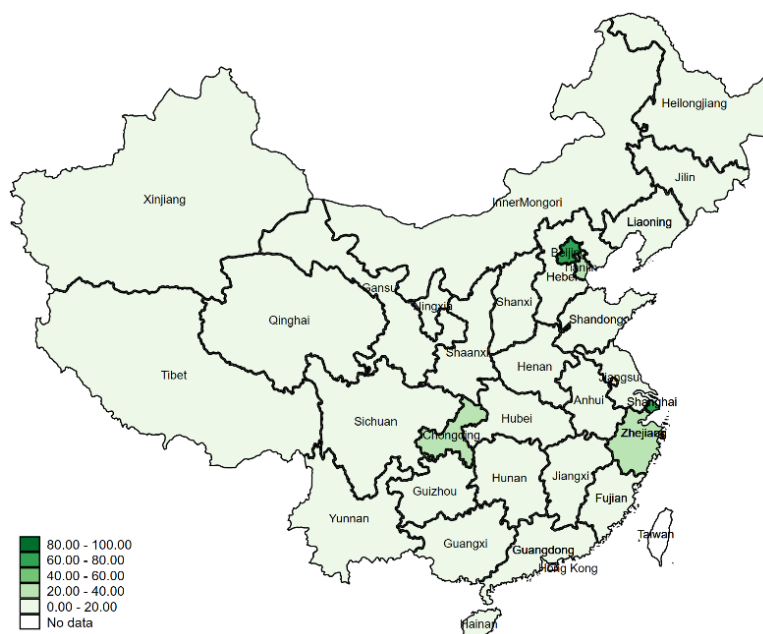 Heilongjiang
Jilin
Xinjiang
InnerMongori
Liaoning
Beijin
Tianjin
Gansu
Hebei
Ningxia
Shanxi
Shandong
Qinghai
Shaanxi
Henan
Tibet
Jiangsu
Anhui
Shanghai
Sichuan
Hubei
Chongqing
Zhejiang
Hunan
Jiangxi
Guizhou
Fujian
Yunnan
Taiwan
Guangxi
Guangdong
Hong Kong
Hainan
80.00 - 100.00
60.00 - 80.00
40.00 - 60.00
20.00 - 40.00
0.00 - 20.00
No data